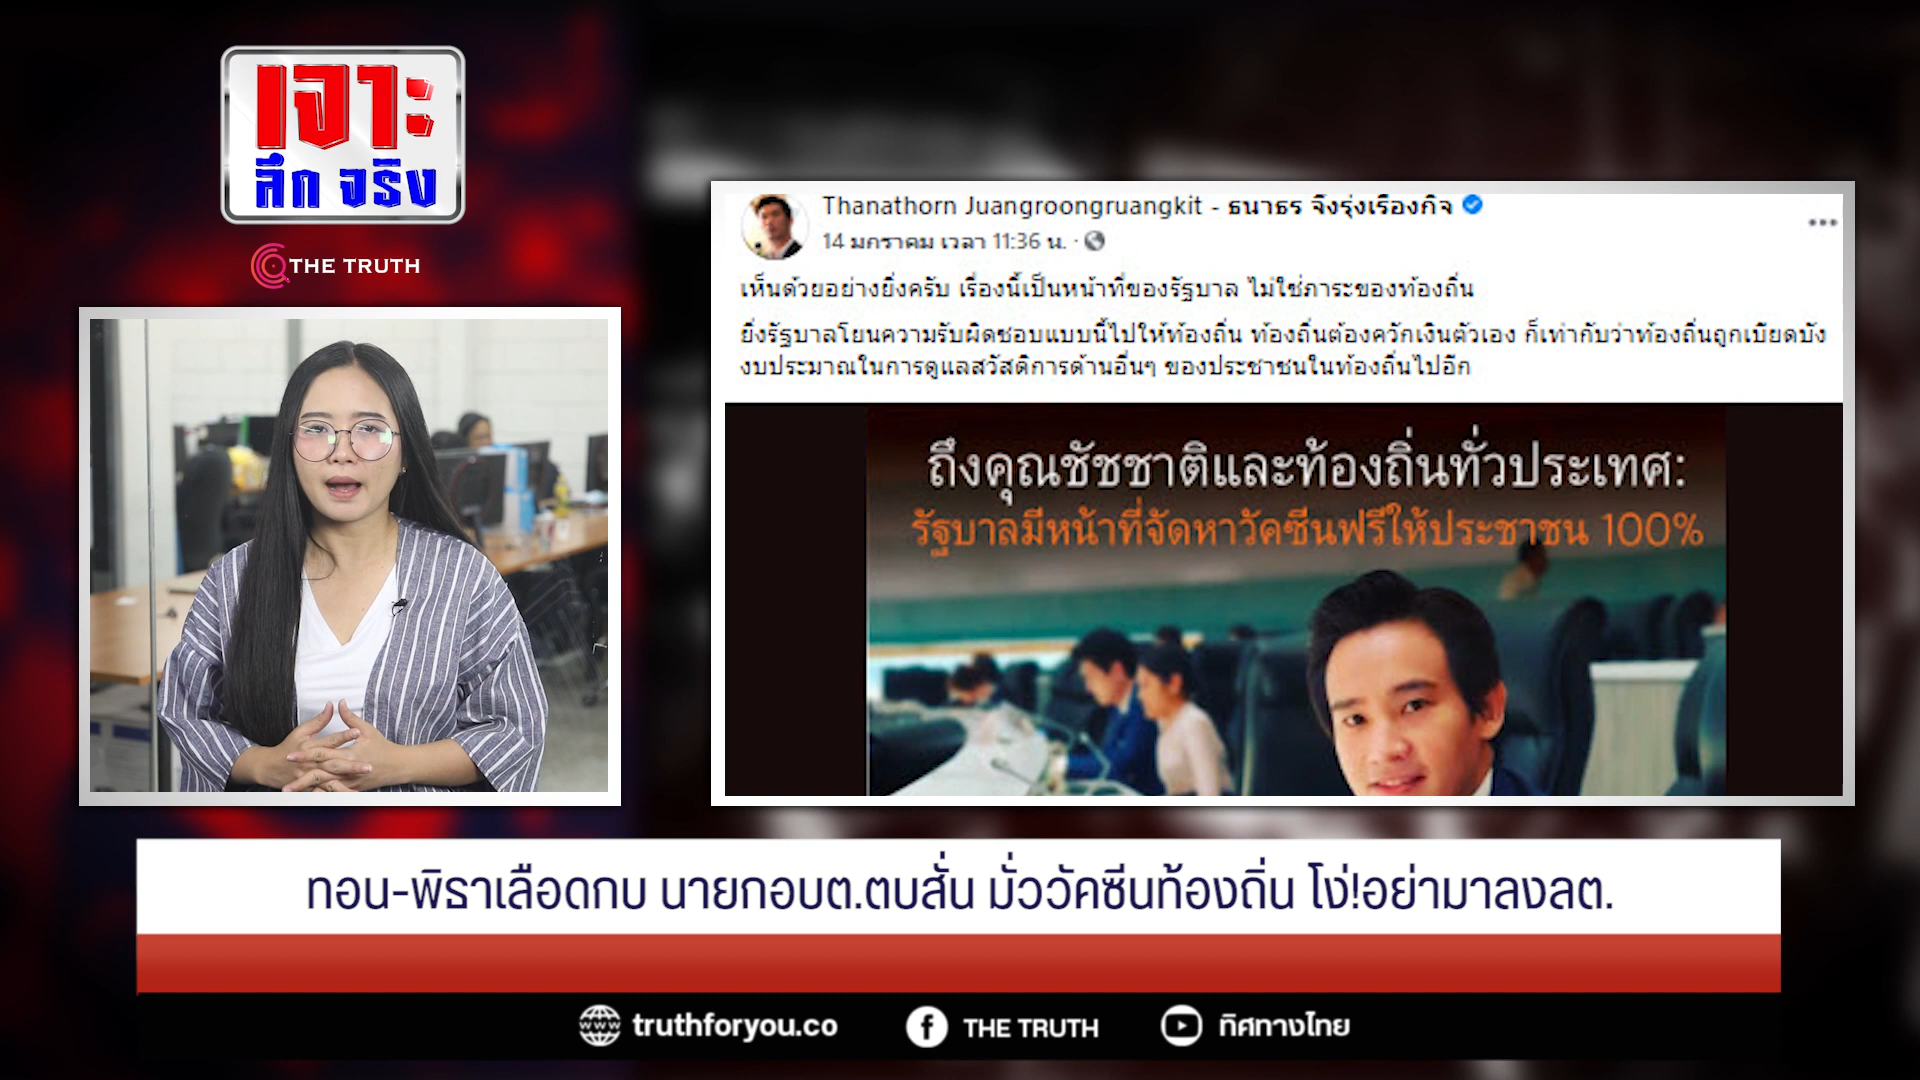 เจาะ
ลึก จริง
THE TRUTH
Thanathorn Juangroongruangkit - ธนาธร จึงรุ่งเรืองกิจ
14 มกราคม เวลา 11:36 น. ·
เห็นด้วยอย่างยิ่งครับ เรื่องนี้เป็นหน้าที่ของรัฐบาล ไม่ใช่ภาระของท้องถิ่น
ยิ่งรัฐบาลโยนความรับผิดชอบแบบนี้ไปให้ท้องถิ่น ท้องถิ่นต้องควักเงินตัวเอง ก็เท่ากับว่าท้องถิ่นถูกเบียดบัง
งบประมาณในการดูแลสวัสดิการด้านอื่นๆ ของประชาชนในท้องถิ่นไปอีก
ถึงคุณชัชชาติและท้องถิ่นทั่วประเทศ:
รัฐบาลมีหน้าที่จัดหาวัคซีนฟรีให้ประชาชน 100%
ทอน-พิธาเลือดกบ นายกอบต.ตบสั่น มั่ววัคซีนท้องถิ่น โง่!อย่ามาลงลต.
www truthforyou.co
THE TRUTH
ทิศทางไทย